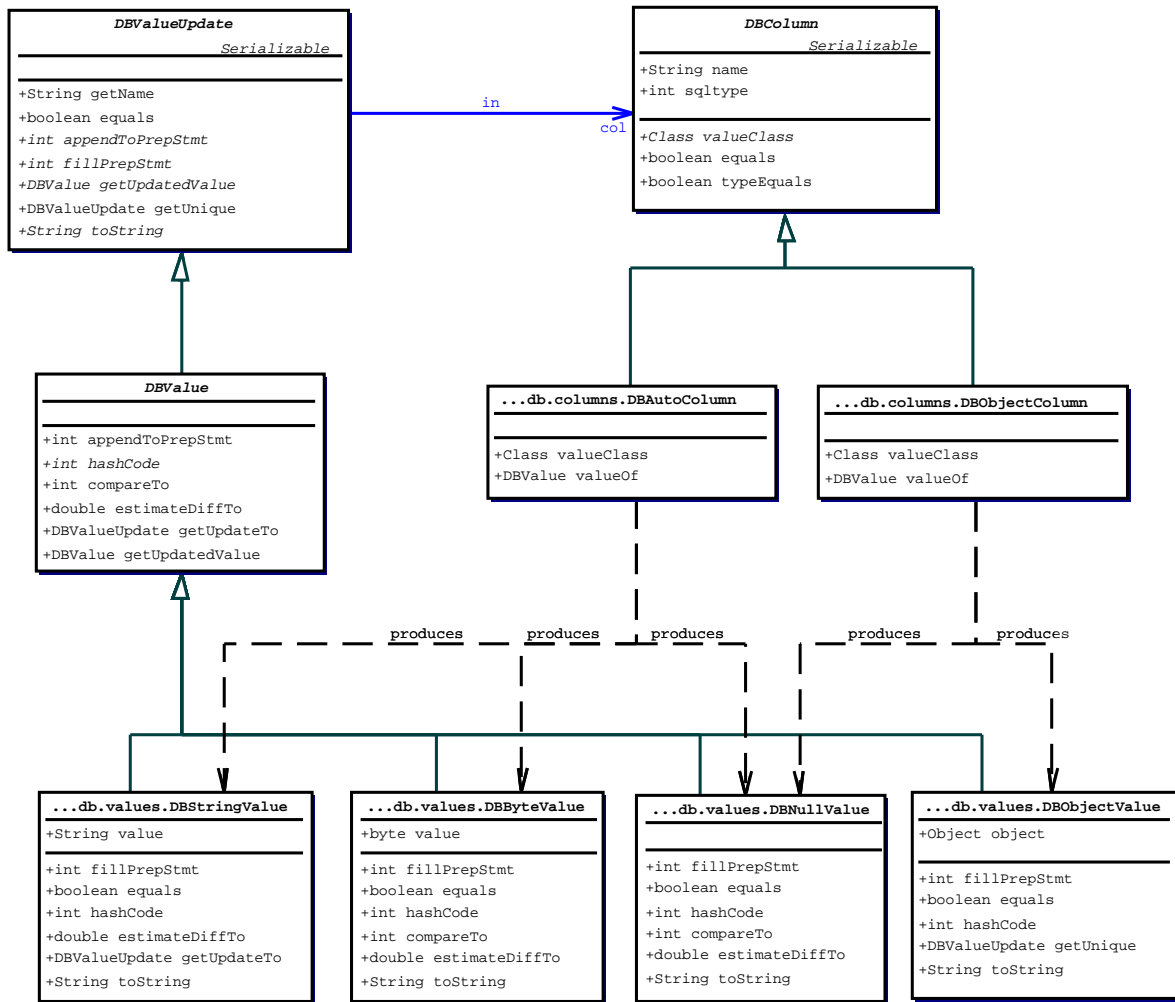 DBValueUpdate
Serializable
+String getName
+boolean equals
+int appendToPrepStmt
+int fillPrepStmt
+DBValue getUpdatedValue
+DBValueUpdate getUnique
+String toString
in
col
DBColumn
Serializable
+String name
+int sqltype
+Class valueClass
+boolean equals
+boolean typeEquals
DBValue
+int appendToPrepStmt
+int hashCode
+int compareTo
+double estimateDiffTo
+DBValueUpdate getUpdateTo
+DBValue getUpdatedValue
...db.columns.DBAutoColumn
+Class valueClass
+DBValue valueOf
...db.columns.DBObjectColumn
+Class valueClass
+DBValue valueOf
produces
produces
produces
produces
produces
...db.values.DBStringValue
+String value
+int fillPrepStmt
+boolean equals
+int hashCode
+double estimateDiffTo
+DBValueUpdate getUpdateTo
+String toString
...db.values.DBByteValue
+byte value
+int fillPrepStmt
+boolean equals
+int hashCode
+int compareTo
+double estimateDiffTo
+String toString
...db.values.DBNullValue
+int fillPrepStmt
+boolean equals
+int hashCode
+int compareTo
+double estimateDiffTo
+String toString
...db.values.DBObjectValue
+Object object
+int fillPrepStmt
+boolean equals
+int hashCode
+DBValueUpdate getUnique
+String toString